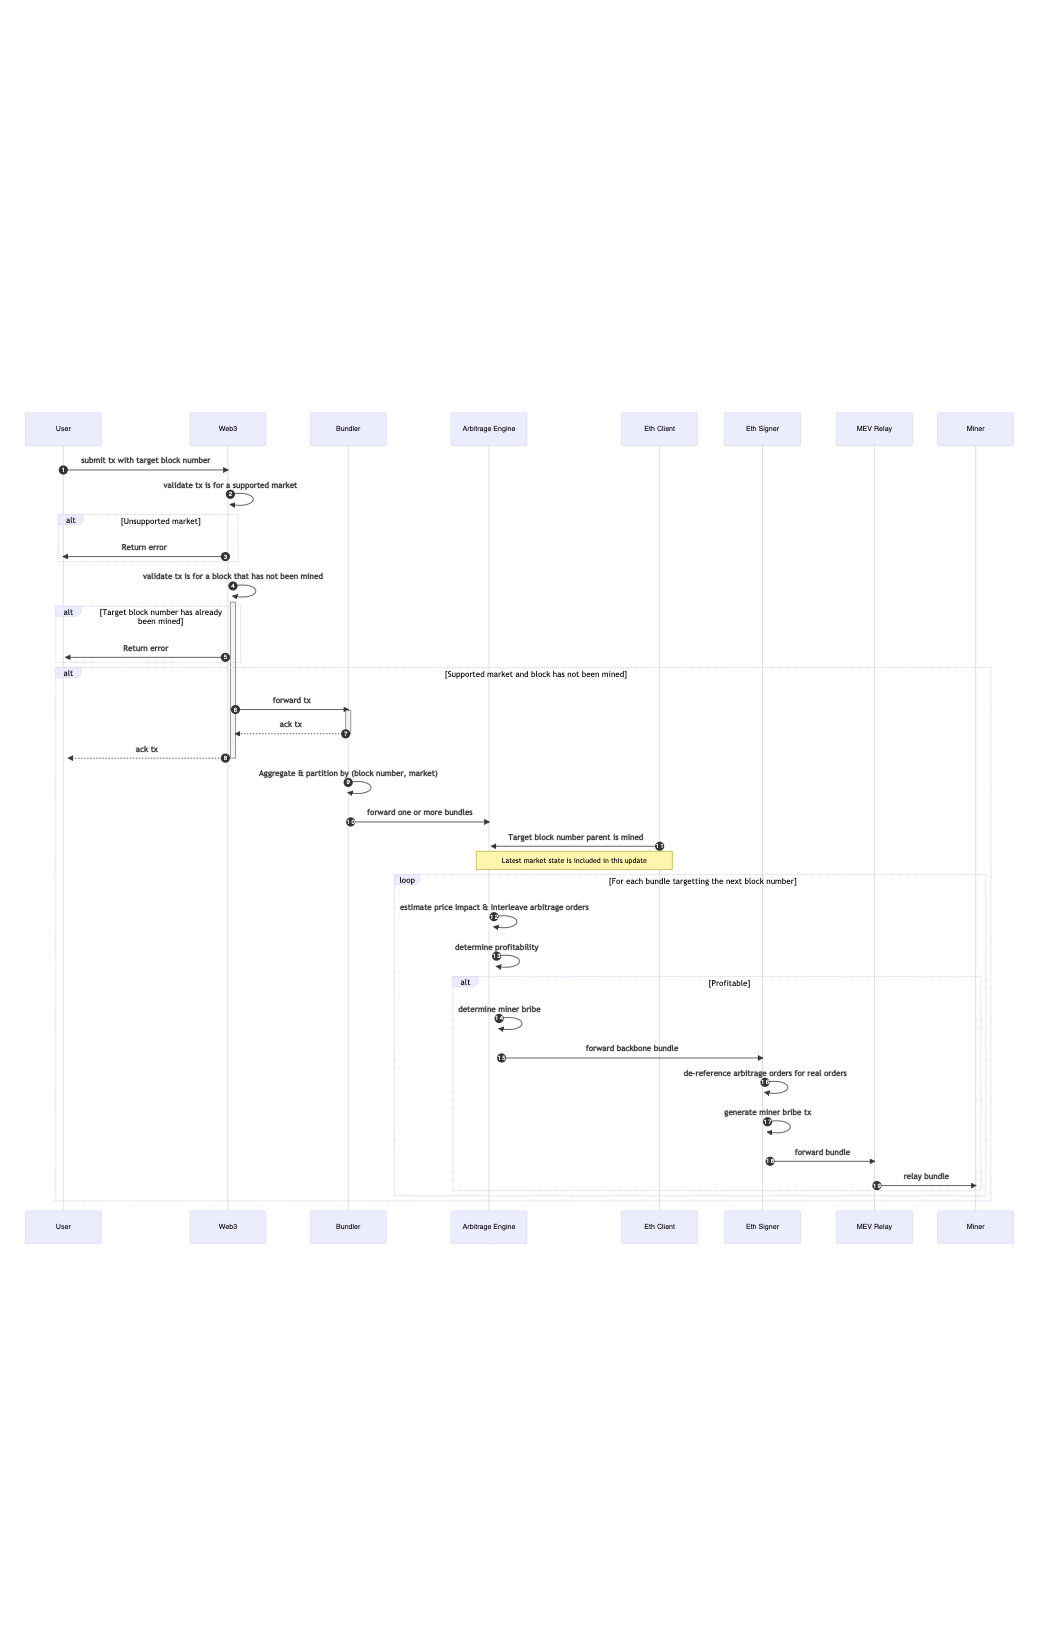 User
Web3
Bundler
Arbitrage Engine
Eth Client
Eth Signer
MEV Relay
Miner
submit tx with target block number
1
validate tx is for a supported market
2
alt
[Unsupported market]
Return error
3
validate tx is for a block that has not been mined
4
alt
[Target block number has already
been mined]
Return error
5
alt
[Supported market and block has not been mined]
forward tx
6
ack tx
7
ack tx
8
Aggregate & partition by (block number, market)
9
forward one or more bundles
10
Target block number parent is mined
11
Latest market state is included in this update
loop
[For each bundle targetting the next block number]
estimate price impact & interleave arbitrage orders
12
determine profitability
13
alt
[Profitable]
determine miner bribe
14
forward backbone bundle
15
de-reference arbitrage orders for real orders
16
generate miner bribe tx
17
forward bundle
18
relay bundle
19
User
Web3
Bundler
Arbitrage Engine
Eth Client
Eth Signer
MEV Relay
Miner